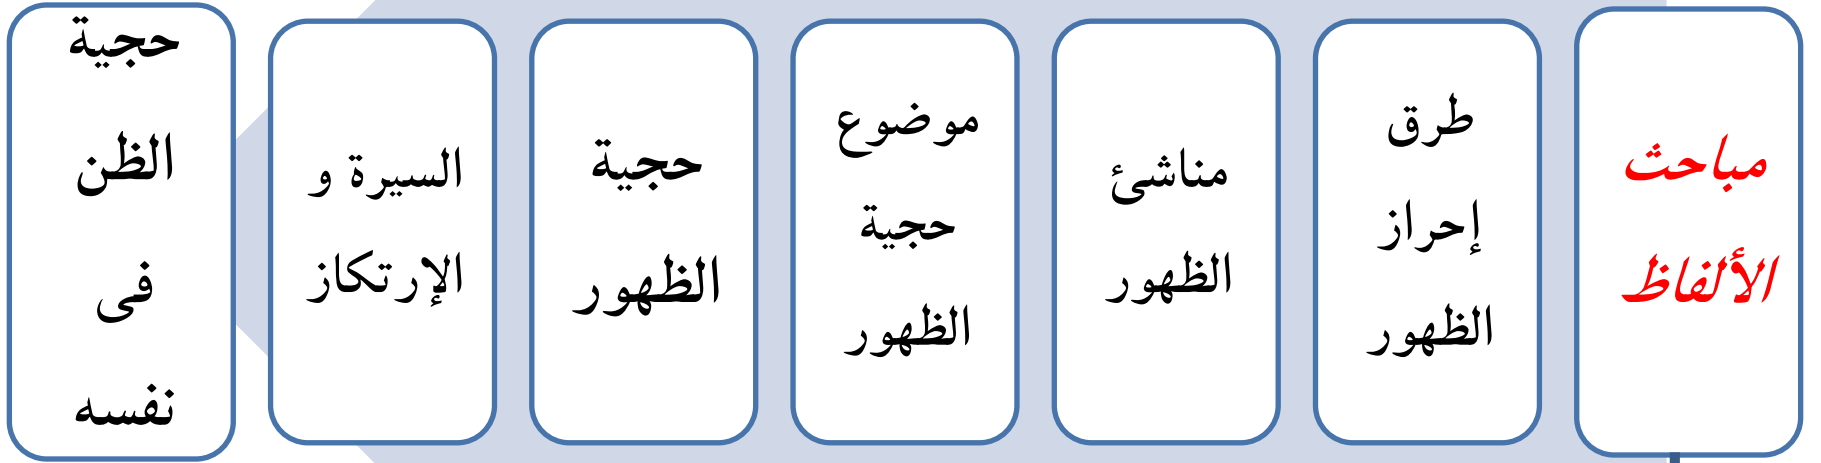 مباحث
الألفاظ
طرق
إحراز
الظهور
مناشئ
الظهور
موضوع
حجية
الظهور
حجية
الظهور
السيرة و
الإرتكاز
حجية
الظن
فى
نفسه